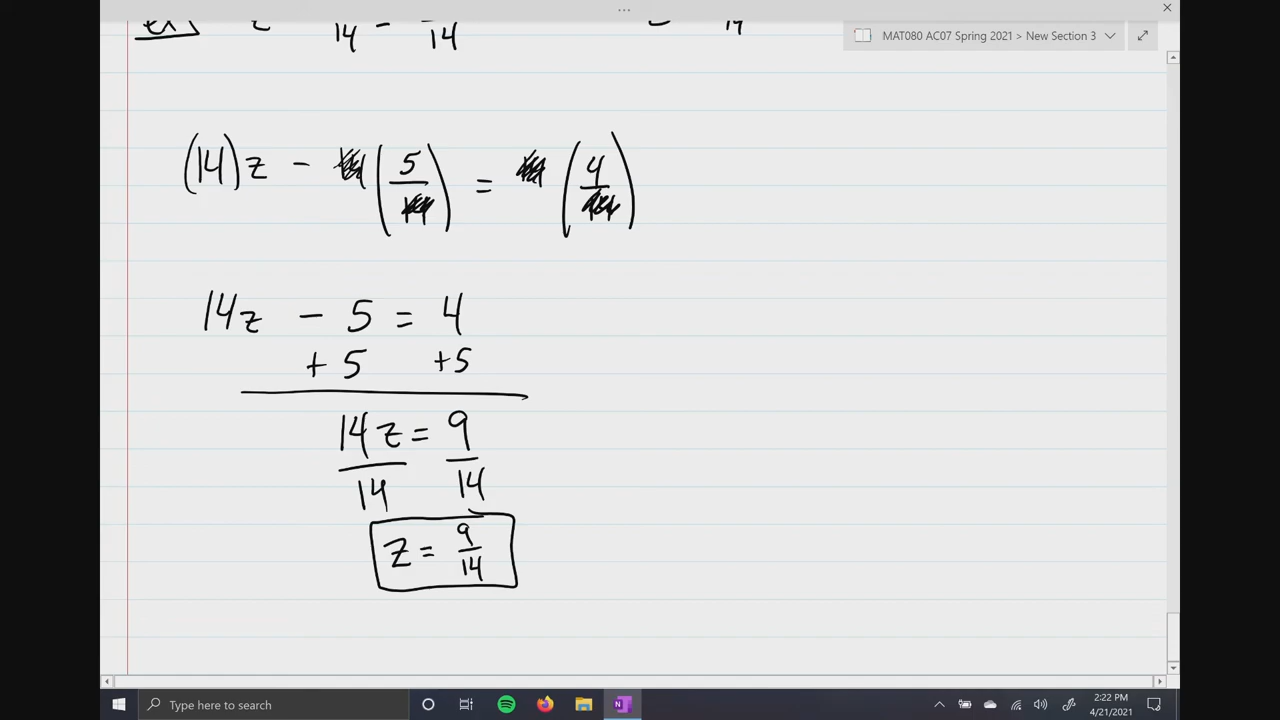 MAT080 AC07 Spring 2021 > New Section 3
14 - 14 14
(14)z - (5/14) = (4/14)
14z - 5 = 4
+5 +5
14z = 9
14 14
z = 9/14
Type here to search
2:22 PM
4/21/2021